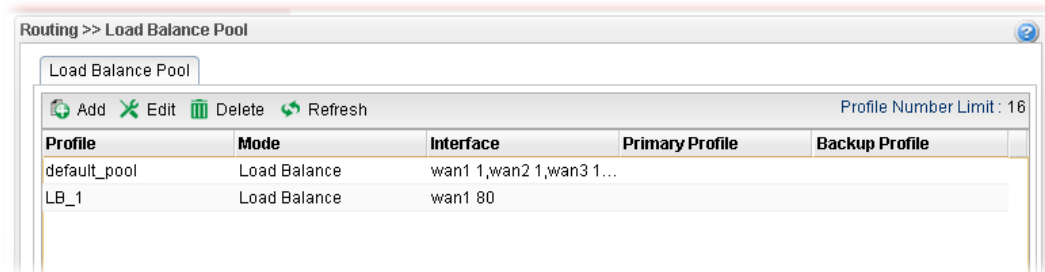 Routing >> Load Balance Pool
Load Balance Pool
Add Edit Delete Refresh Profile Number Limit : 16
Profile Mode Interface Primary Profile Backup Profile
default_pool Load Balance wan1 1,wan2 1,wan3 1...
LB_1 Load Balance wan1 80